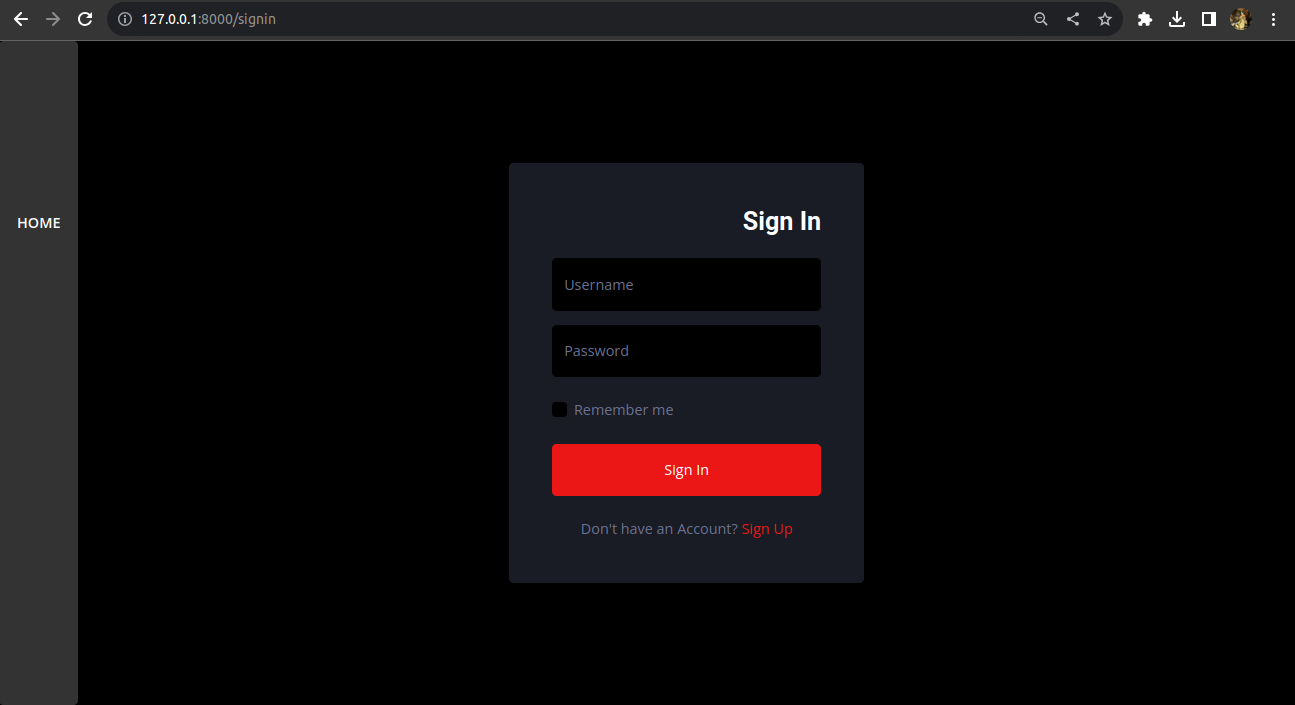 127.0.0.1:8000/signin
HOME
Sign In
Username
Password
Remember me
Sign In
Don't have an Account? Sign Up